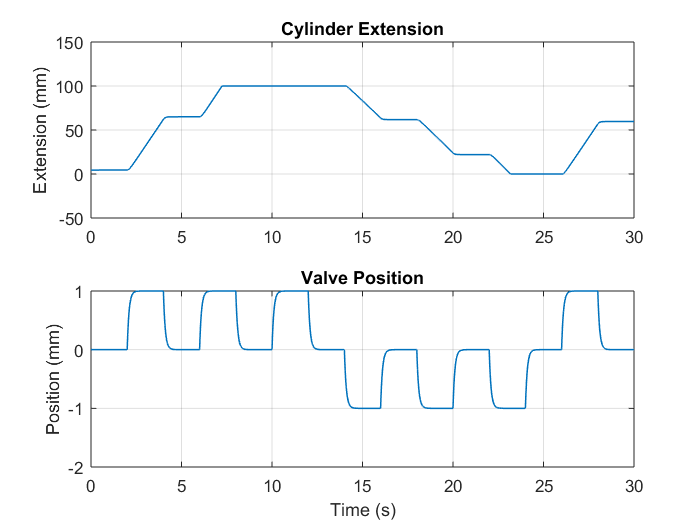 Cylinder Extension
150
100
50
0
-50
Extension (mm)
0 5 10 15 20 25 30
Valve Position
1
0
-1
-2
Position (mm)
0 5 10 15 20 25 30
Time (s)